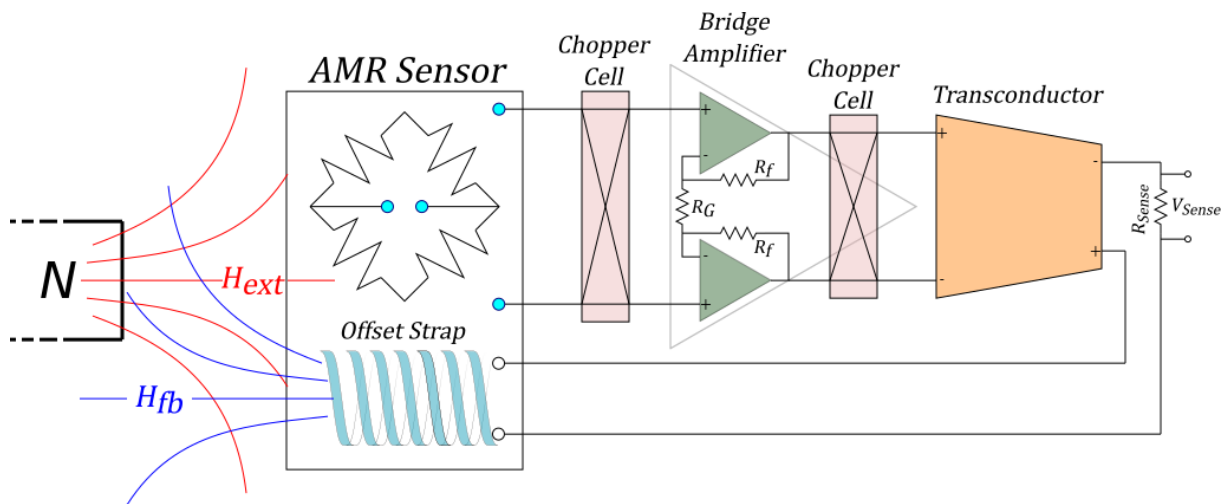 Bridge
Amplifier
Chopper
Cell
Chopper
Cell
AMR Sensor
Transconductor
+
-
R_f
R_G
R_f
-
+
+
-
-
+
R_Sense
V_Sense
N
H_ext
Offset Strap
H_fb